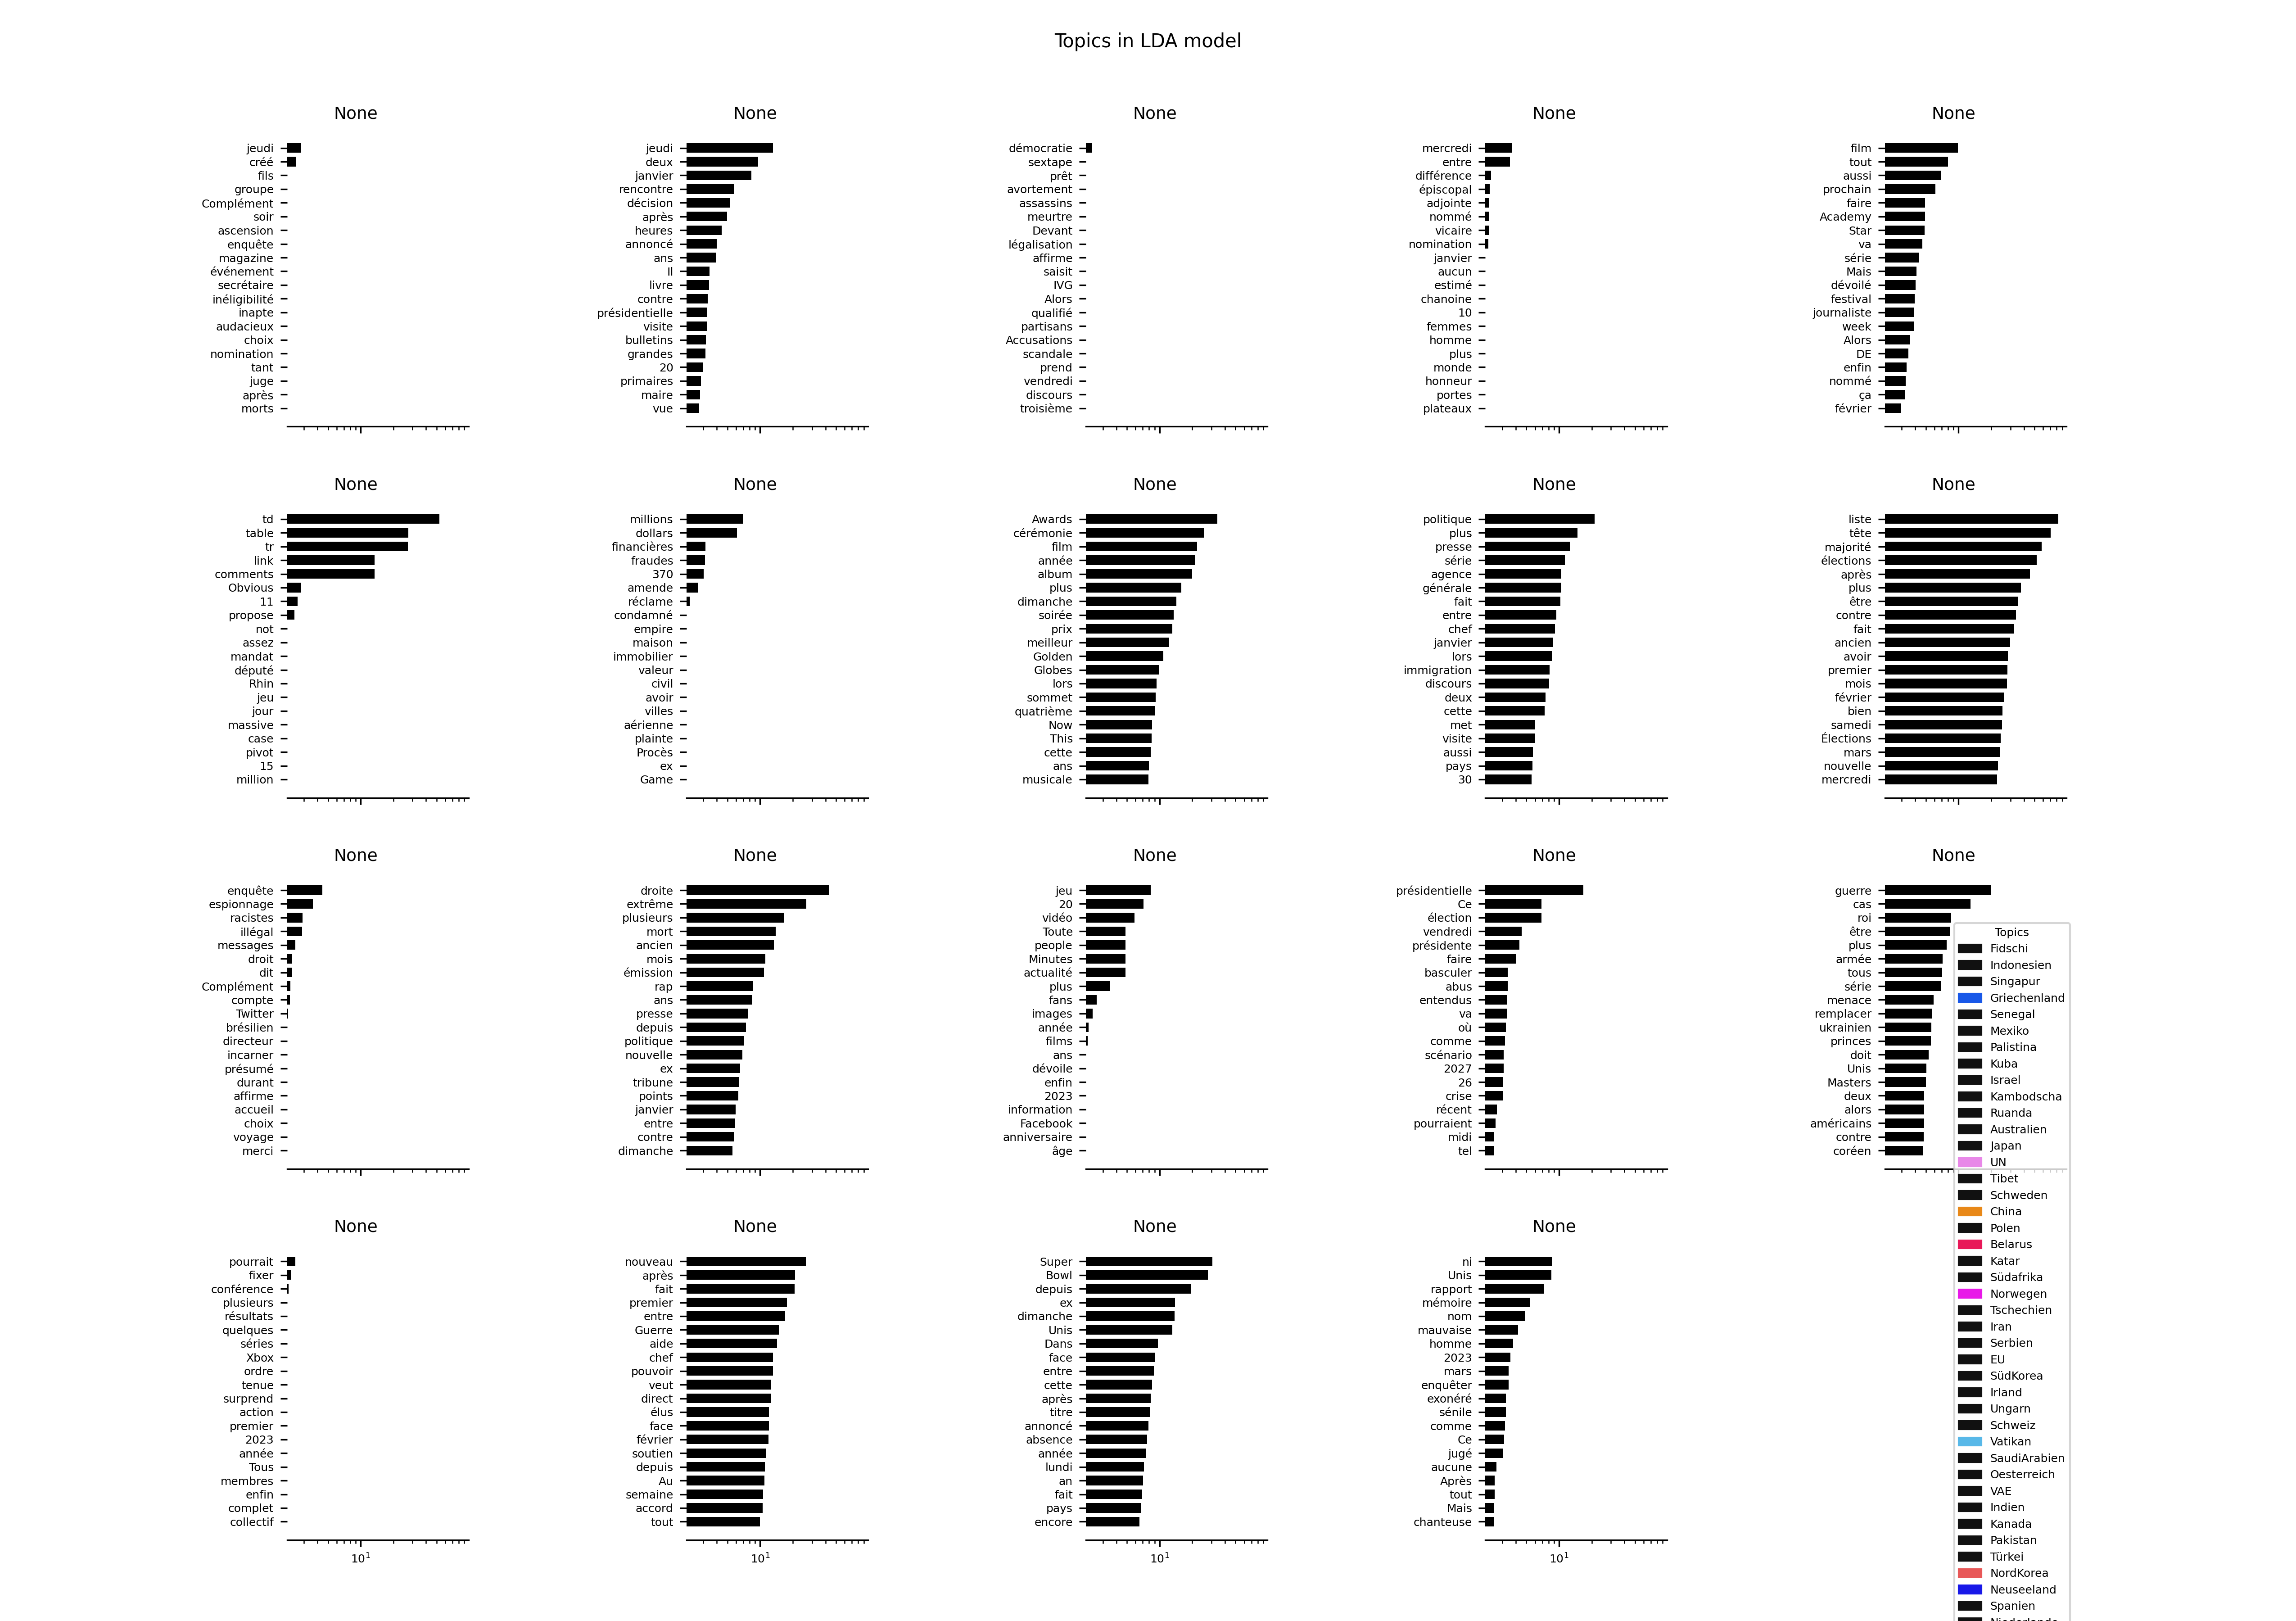 Topics in LDA model
None
jeudi
créé
fils
groupe
Complément
soir
ascension
enquête
magazine
événement
secrétaire
inéligibilité
inapte
audacieux
choix
nomination
tant
juge
après
morts
None
jeudi
deux
janvier
rencontre
décision
après
heures
annoncé
ans
Il
livre
contre
présidentielle
visite
bulletins
grandes
20
primaires
maire
vue
None
démocratie
sextape
prêt
avortement
assassins
meurtre
Devant
légalisation
affirme
saisit
IVG
Alors
qualifié
partisans
Accusations
scandale
prend
vendredi
discours
troisième
None
mercredi
entre
différence
épiscopal
adjointe
nommé
vicaire
nomination
janvier
aucun
estimé
chanoine
10
femmes
homme
plus
monde
honneur
portes
plateaux
None
film
tout
aussi
prochain
faire
Academy
Star
va
série
Mais
dévoilé
festival
journaliste
week
Alors
DE
enfin
nommé
ça
février
None
td
table
tr
link
comments
Obvious
11
propose
not
assez
mandat
député
Rhin
jeu
jour
massive
case
pivot
15
million
None
millions
dollars
financières
fraudes
370
amende
réclame
condamné
empire
maison
immobilier
valeur
civil
avoir
villes
aérienne
plainte
Procès
ex
Game
None
Awards
cérémonie
film
année
album
plus
dimanche
soirée
prix
meilleur
Golden
Globes
lors
sommet
quatrième
Now
This
cette
ans
musicale
None
politique
plus
presse
série
agence
générale
fait
entre
chef
janvier
lors
immigration
discours
deux
cette
met
visite
aussi
pays
30
None
liste
tête
majorité
élections
après
plus
être
contre
fait
ancien
avoir
premier
mois
février
bien
samedi
Élections
mars
nouvelle
mercredi
None
enquête
espionnage
racistes
illégal
messages
droit
dit
Complément
compte
Twitter
brésilien
directeur
incarner
présumé
durant
affirme
accueil
choix
voyage
merci
None
droite
extrême
plusieurs
mort
ancien
mois
émission
rap
ans
presse
depuis
politique
nouvelle
ex
tribune
points
janvier
entre
contre
dimanche
None
jeu
20
vidéo
Toute
people
Minutes
actualité
plus
fans
images
année
films
ans
dévoile
enfin
2023
information
Facebook
anniversaire
âge
None
présidentielle
Ce
élection
vendredi
présidente
faire
basculer
abus
entendus
va
où
comme
scénario
2027
26
crise
récent
pourraient
midi
tel
None
guerre
cas
roi
être
plus
armée
tous
série
menace
remplacer
ukrainien
princes
doit
Unis
Masters
deux
alors
américains
contre
coréen
None
pourrait
fixer
conférence
plusieurs
résultats
quelques
séries
Xbox
ordre
tenue
surprend
action
premier
2023
année
Tous
membres
enfin
complet
collectif
10^1
None
nouveau
après
fait
premier
entre
Guerre
aide
chef
pouvoir
veut
direct
élus
face
février
soutien
depuis
Au
semaine
accord
tout
10^1
None
Super
Bowl
depuis
ex
dimanche
Unis
Dans
face
entre
cette
après
titre
annoncé
absence
année
lundi
an
fait
pays
encore
10^1
None
ni
Unis
rapport
mémoire
nom
mauvaise
homme
2023
mars
enquêter
exonéré
sénile
comme
Ce
jugé
aucune
Après
tout
Mais
chanteuse
10^1
Topics
Fidschi
Indonesien
Singapur
Griechenland
Senegal
Mexiko
Palistina
Kuba
Israel
Kambodscha
Ruanda
Australien
Japan
UN
Tibet
Schweden
China
Polen
Belarus
Katar
Südafrika
Norwegen
Tschechien
Iran
Serbien
EU
SüdKorea
Irland
Ungarn
Schweiz
Vatikan
SaudiArabien
Oesterreich
VAE
Indien
Kanada
Pakistan
Türkei
NordKorea
Neuseeland
Spanien